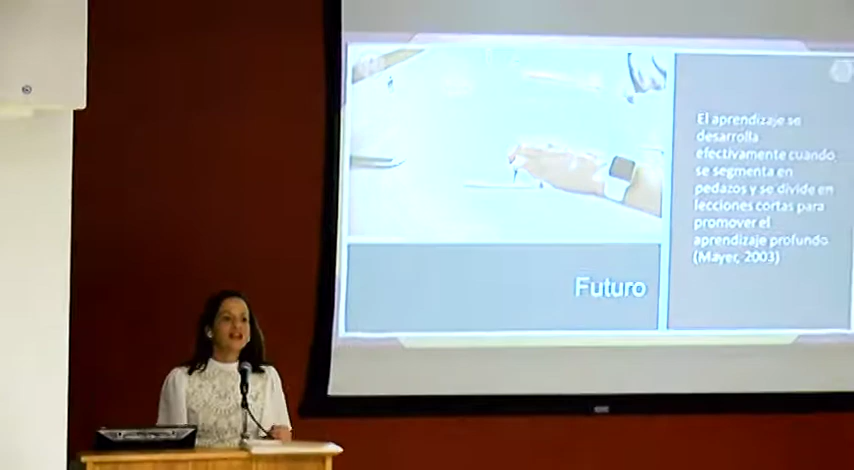 El aprendizaje se
desarrolla
efectivamente cuando
se segmenta en
pedazos y se divide en
lecciones cortas para
promover el
aprendizaje profundo
(Mayer, 2003)
Futuro